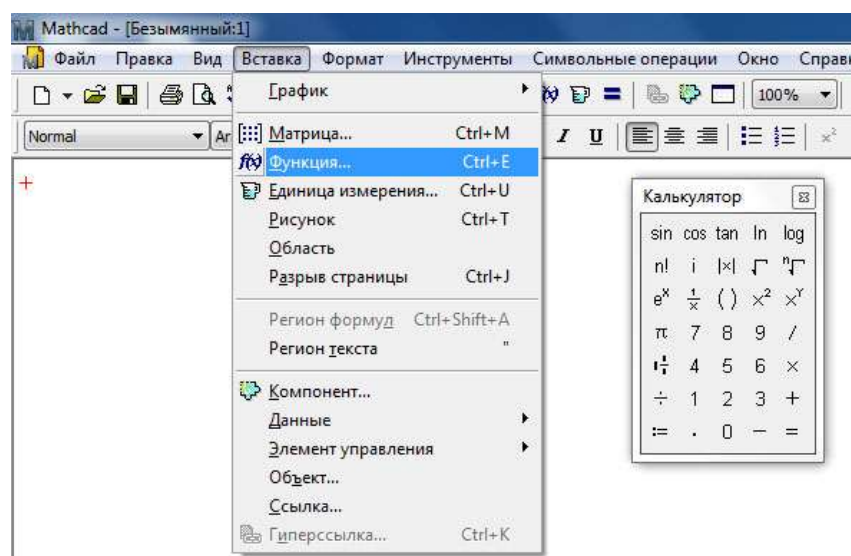 Mathcad - [Безымянный:1]
Файл Правка Вид Вставка Формат Инструменты Символьные операции Окно
100%
Normal
I U
График
Матрица... Ctrl+M
f(x) Функция... Ctrl+E
Единица измерения... Ctrl+U
Рисунок Ctrl+T
Область
Разрыв страницы Ctrl+J
Регион формул Ctrl+Shift+A
Регион текста "
Компонент...
Данные
Элемент управления
Объект...
Ссылка...
Гиперссылка... Ctrl+K
Калькулятор
sin cos tan ln log
n! i |×| √ ⁿ√
eˣ 1/x ( ) ×² ×ʸ
π 7 8 9 /
4 5 6 ×
÷ 1 2 3 +
:= . 0 − =